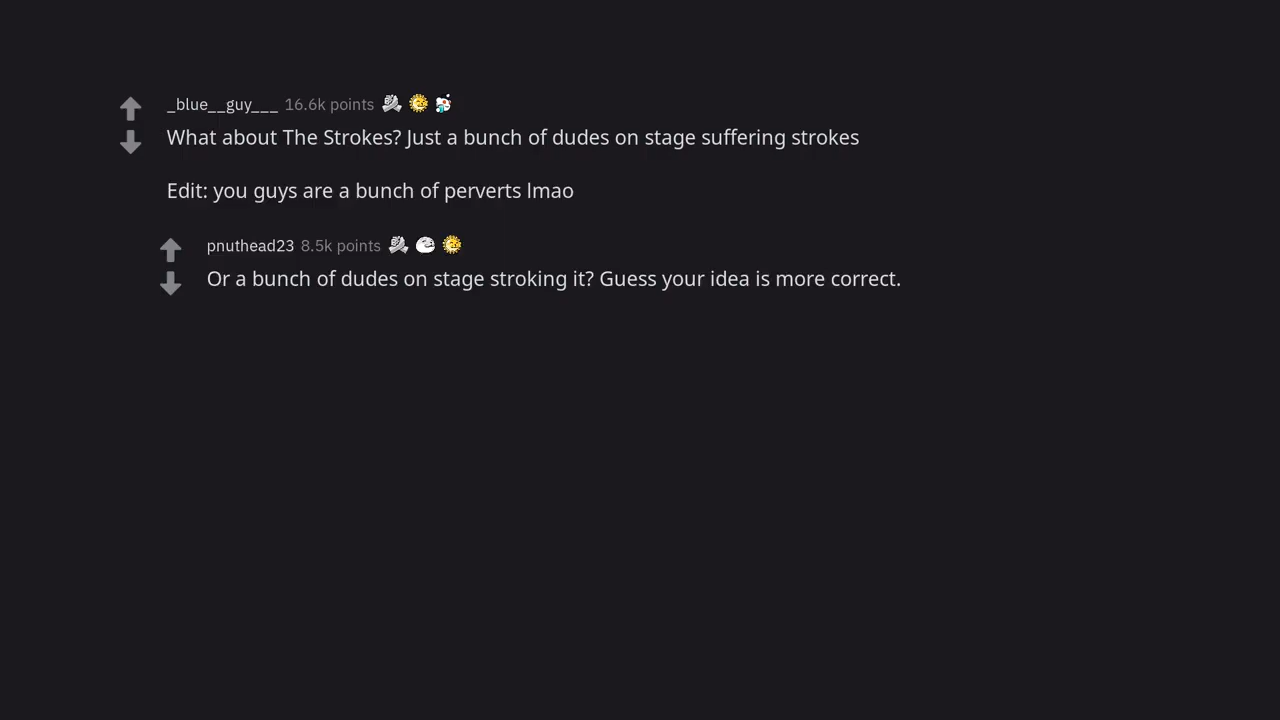 _blue__guy___ 16.6k points
What about The Strokes? Just a bunch of dudes on stage suffering strokes
Edit: you guys are a bunch of perverts lmao
pnuthead23 8.5k points
Or a bunch of dudes on stage stroking it? Guess your idea is more correct.